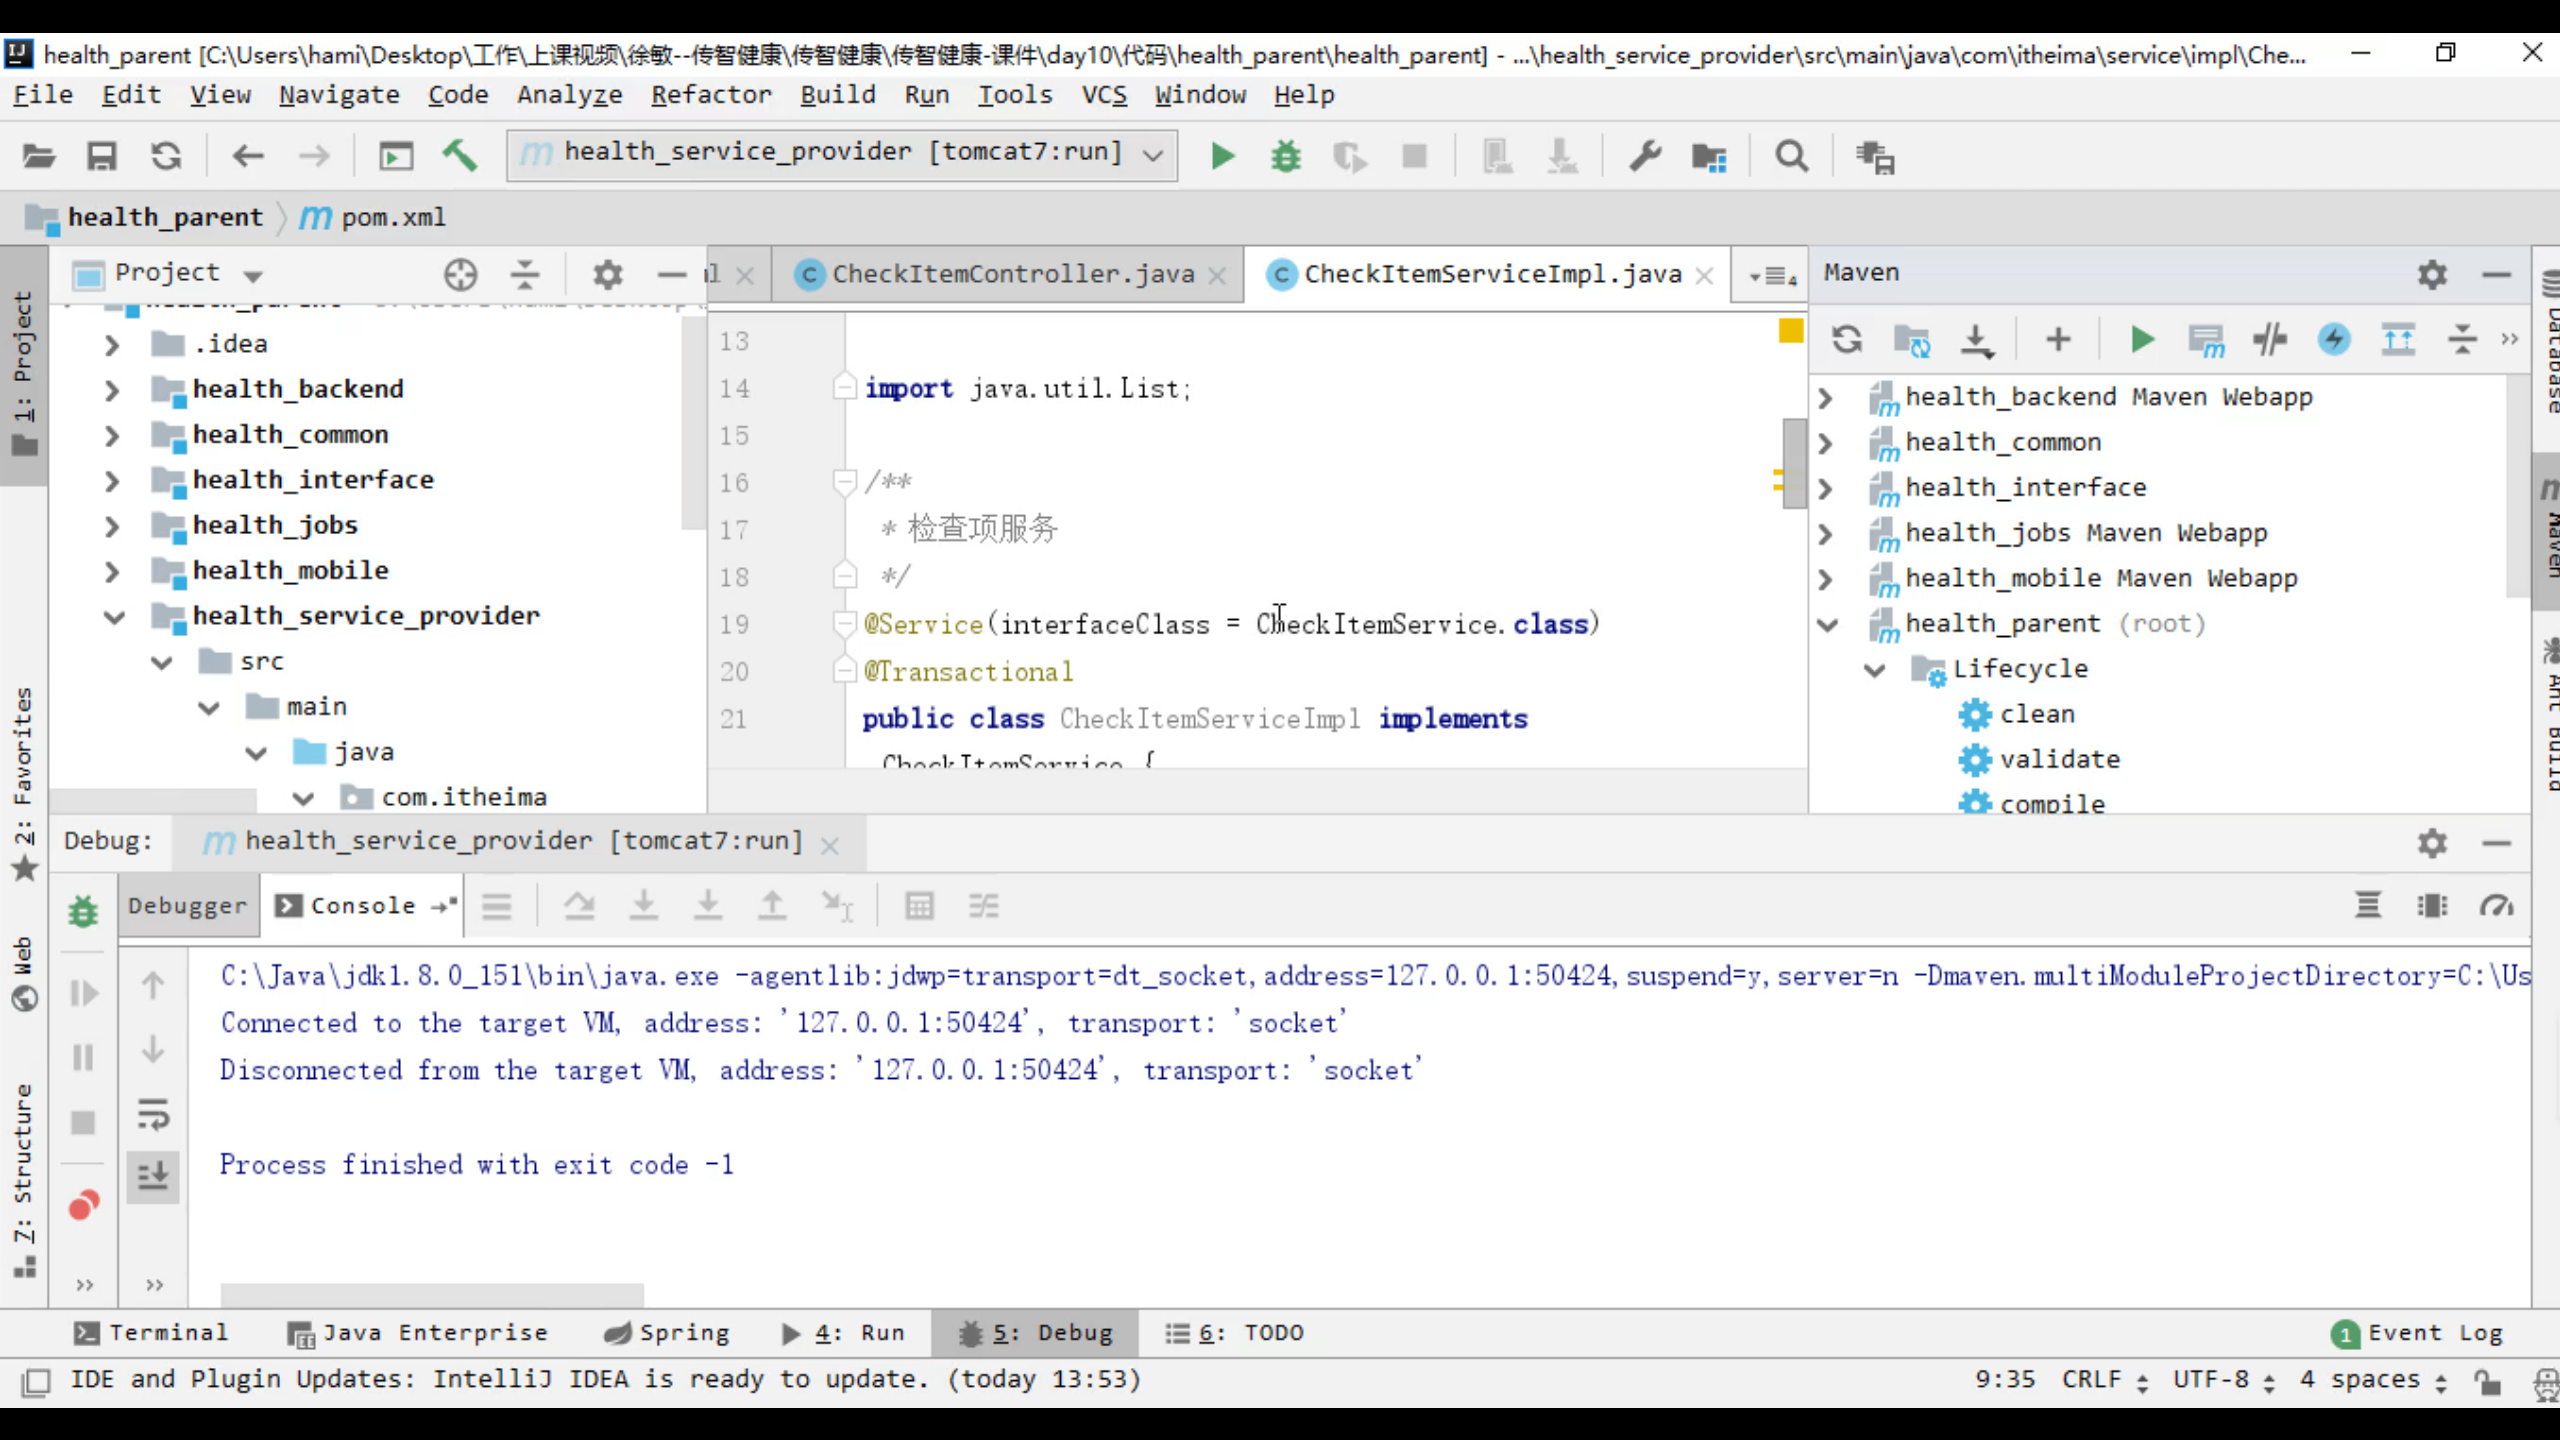 health_parent [C:\Users\hami\Desktop\工作\上课视频\徐敏--传智健康\传智健康\传智健康-课件\day10\代码\health_parent\health_parent] - ...\health_service_provider\src\main\java\com\itheima\service\impl\Che...
File Edit View Navigate Code Analyze Refactor Build Run Tools VCS Window Help
health_service_provider [tomcat7:run]
health_parent pom.xml
Project
CheckItemController.java
CheckItemServiceImpl.java
Maven
1: Project
2: Favorites
Web
7: Structure
.idea
health_backend
health_common
health_interface
health_jobs
health_mobile
health_service_provider
src
main
java
com.itheima
13
14 import java.util.List;
15
16 /**
17 * 检查项服务
18 */
19 @Service(interfaceClass = CheckItemService.class)
20 @Transactional
21 public class CheckItemServiceImpl implements
CheckItemService {
health_backend Maven Webapp
health_common
health_interface
health_jobs Maven Webapp
health_mobile Maven Webapp
health_parent (root)
Lifecycle
clean
validate
compile
Database
Maven
Ant Build
Debug: health_service_provider [tomcat7:run]
Debugger Console
C:\Java\jdk1.8.0_151\bin\java.exe -agentlib:jdwp=transport=dt_socket,address=127.0.0.1:50424,suspend=y,server=n -Dmaven.multiModuleProjectDirectory=C:\Us
Connected to the target VM, address: '127.0.0.1:50424', transport: 'socket'
Disconnected from the target VM, address: '127.0.0.1:50424', transport: 'socket'
Process finished with exit code -1
Terminal Java Enterprise Spring 4: Run 5: Debug 6: TODO 1 Event Log
IDE and Plugin Updates: IntelliJ IDEA is ready to update. (today 13:53) 9:35 CRLF UTF-8 4 spaces